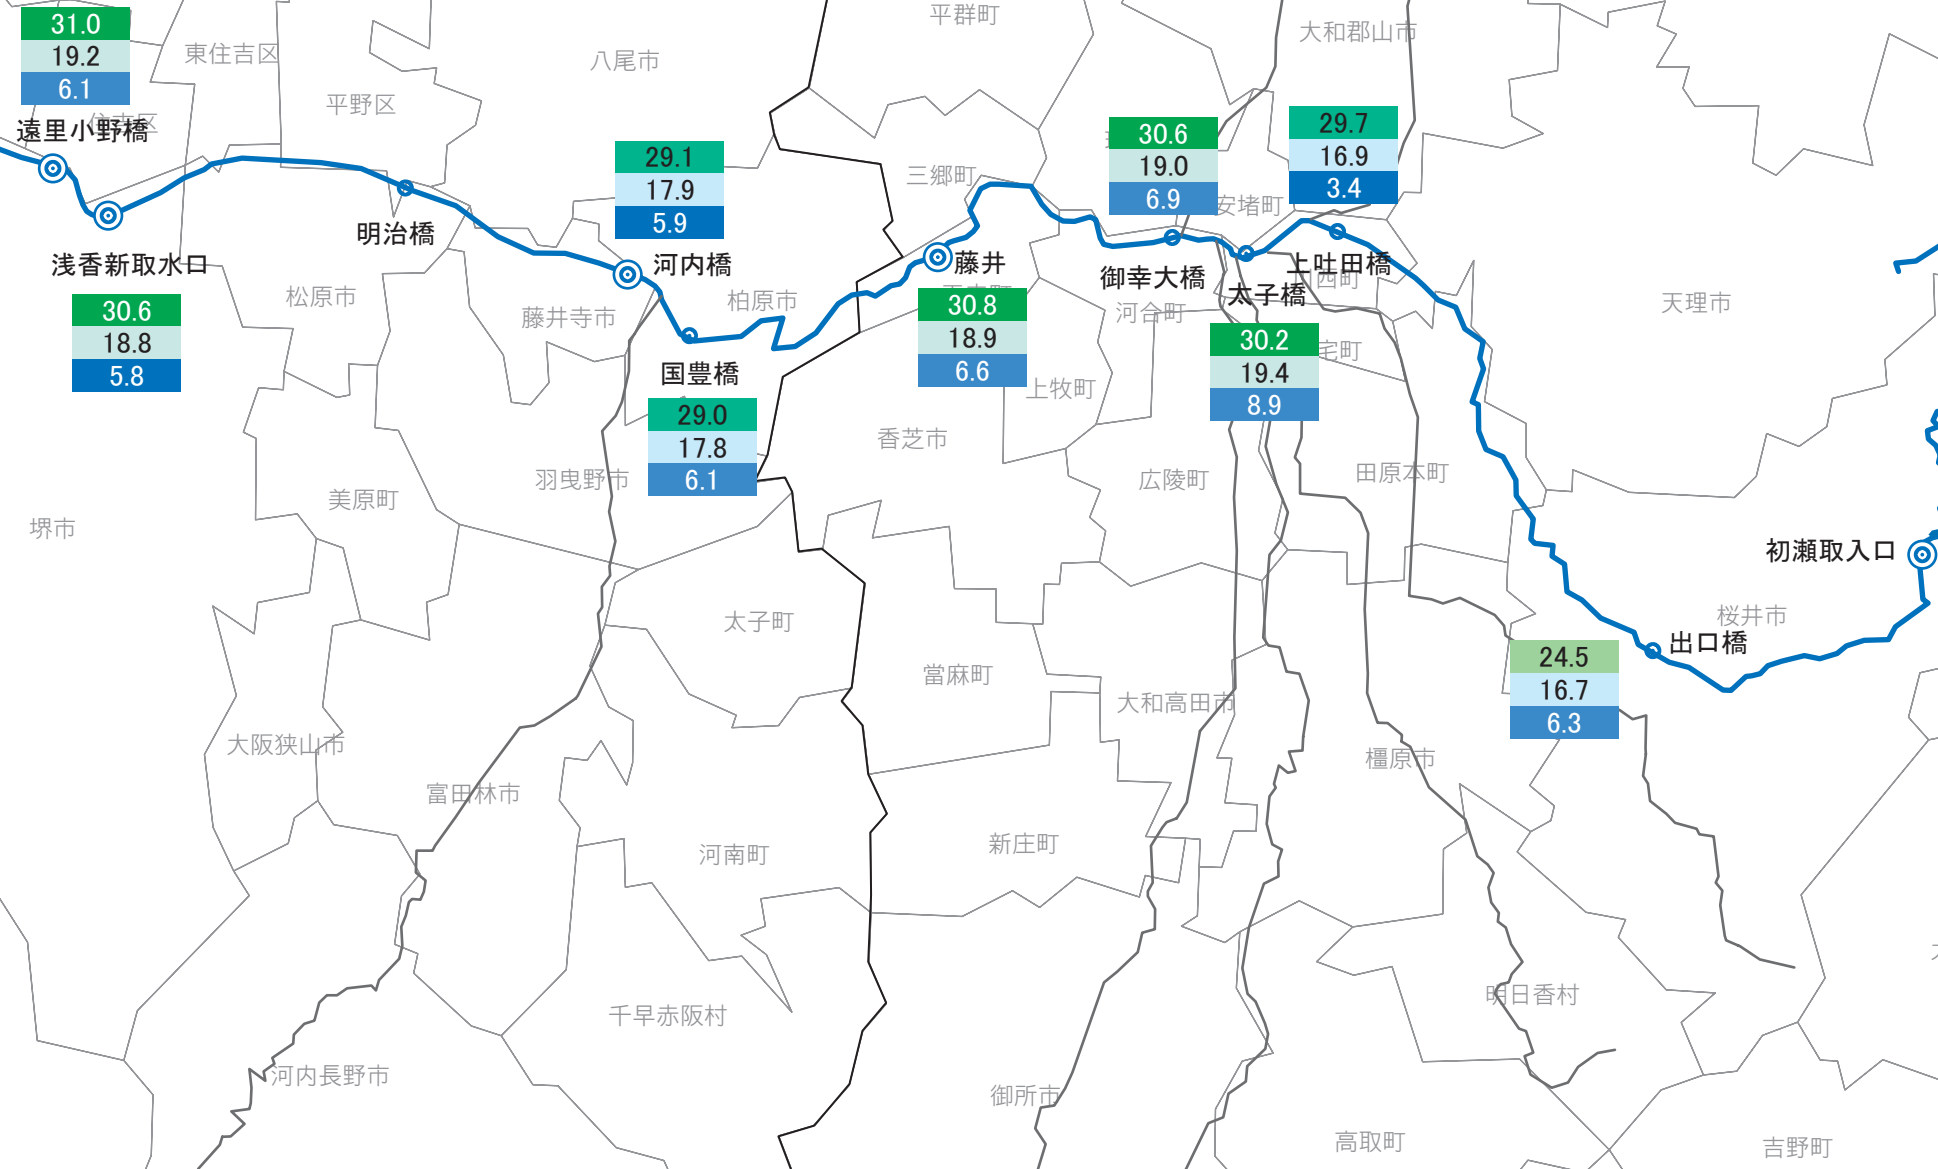 31.0
19.2
6.1
遠里小野橋
住吉区
東住吉区
平野区
八尾市
平群町
大和郡山市
浅香新取水口
30.6
18.8
5.8
明治橋
29.1
17.9
5.9
河内橋
三郷町
藤井
30.8
18.9
6.6
30.6
19.0
6.9
御幸大橋
安堵町
29.7
16.9
3.4
上吐田橋
西町
太子橋
30.2
19.4
8.9
宅町
河合町
天理市
松原市
藤井寺市
柏原市
国豊橋
29.0
17.8
6.1
上牧町
香芝市
広陵町
田原本町
堺市
美原町
羽曳野市
初瀬取入口
桜井市
出口橋
24.5
16.7
6.3
太子町
當麻町
大和高田市
橿原市
大阪狭山市
富田林市
河南町
新庄町
千早赤阪村
明日香村
河内長野市
御所市
高取町
吉野町